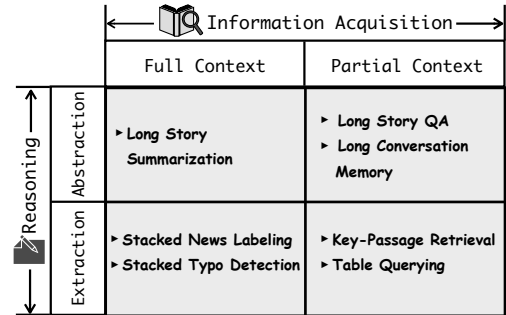 Information Acquisition
Full Context
Partial Context
Reasoning
Abstraction
‣ Long Story
Summarization
‣ Long Story QA
‣ Long Conversation
Memory
Extraction
‣ Stacked News Labeling
‣ Stacked Typo Detection
‣ Key-Passage Retrieval
‣ Table Querying